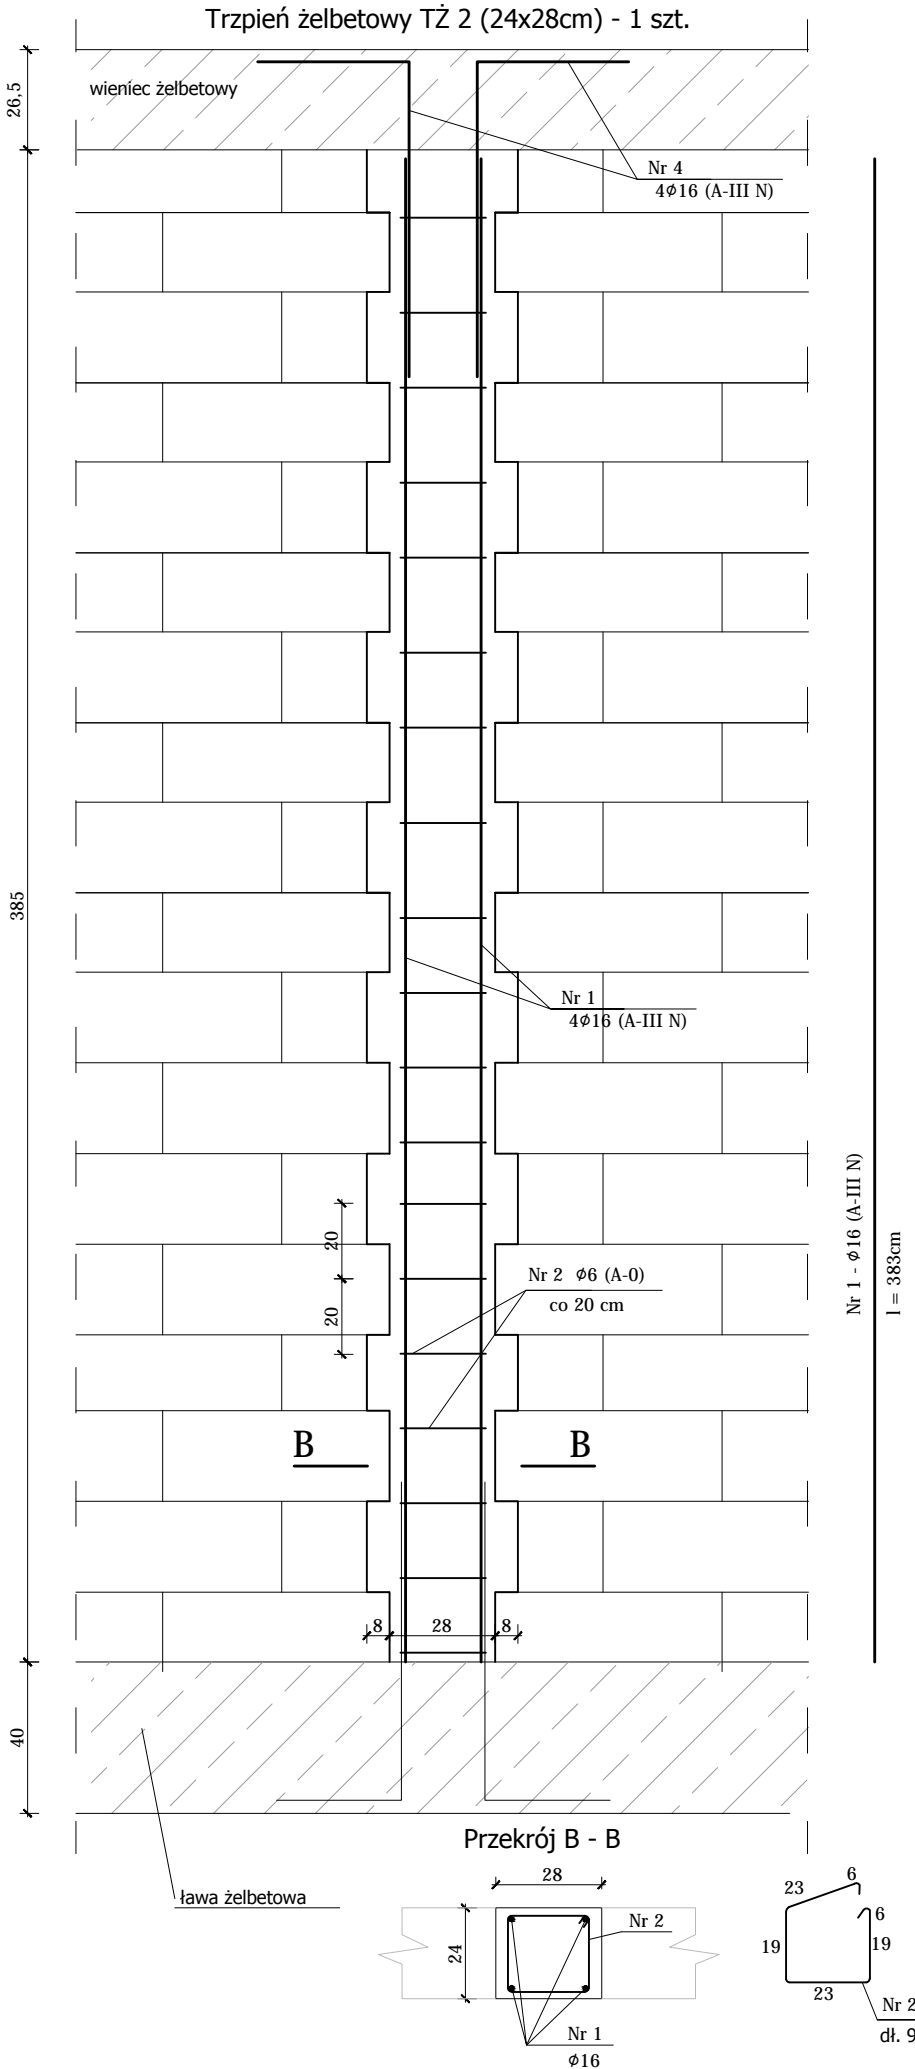 Trzpień żelbetowy TŻ 2 (24x28cm) - 1 szt.
26,5
wieniec żelbetowy
Nr 4
4ϕ16 (A-III N)
385
Nr 1
4ϕ16 (A-III N)
Nr 1 - ϕ16 (A-III N)
l = 383cm
20
20
Nr 2 ϕ6 (A-0)
co 20 cm
B B
8 28 8
40
Przekrój B - B
ława żelbetowa
28
24
Nr 2
Nr 1
ϕ16
23 6
6
19 19
23
Nr 2
dł. 9